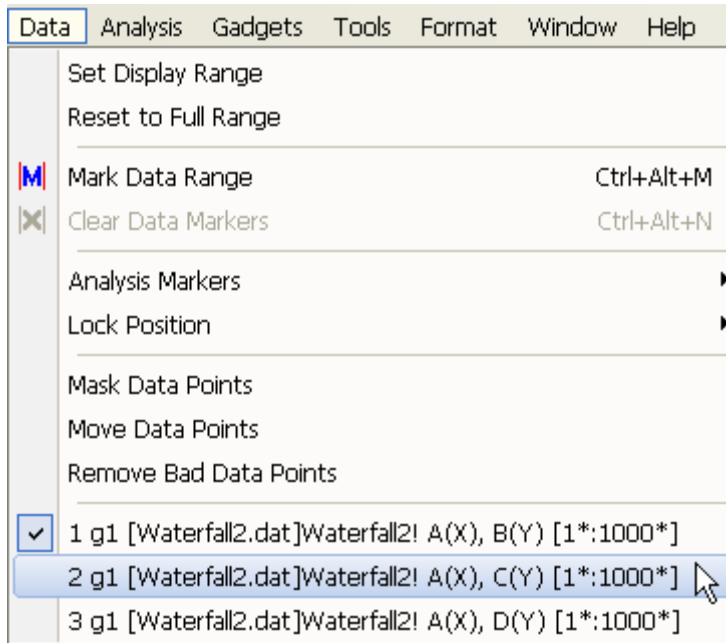 Data Analysis Gadgets Tools Format Window Help
Set Display Range
Reset to Full Range
M Mark Data Range Ctrl+Alt+M
Clear Data Markers Ctrl+Alt+N
Analysis Markers
Lock Position
Mask Data Points
Move Data Points
Remove Bad Data Points
1 g1 [Waterfall2.dat]Waterfall2! A(X), B(Y) [1*:1000*]
2 g1 [Waterfall2.dat]Waterfall2! A(X), C(Y) [1*:1000*]
3 g1 [Waterfall2.dat]Waterfall2! A(X), D(Y) [1*:1000*]